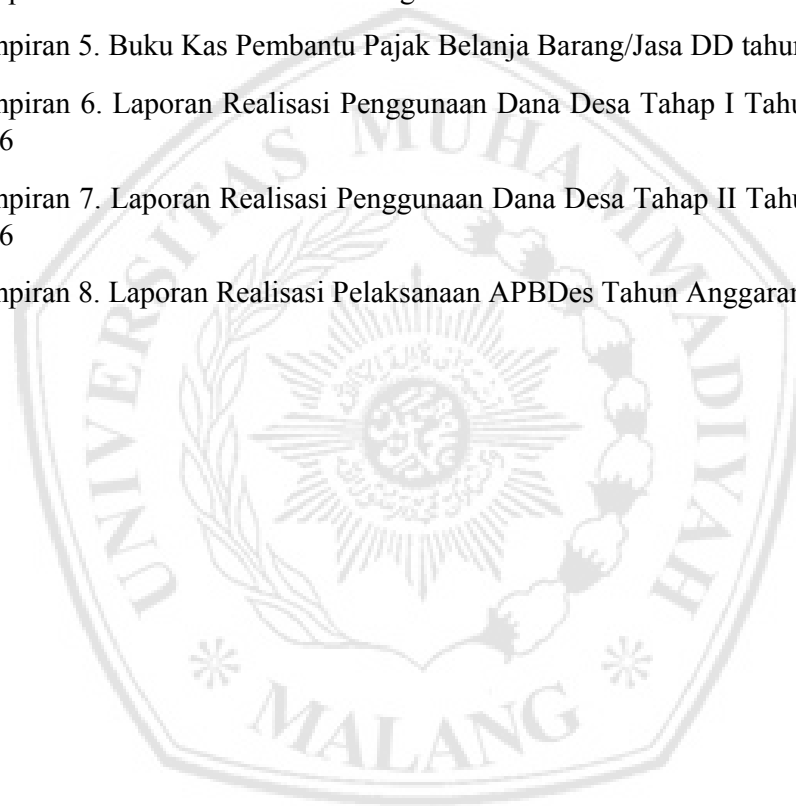 mpiran 5. Buku Kas Pembantu Pajak Belanja Barang/Jasa DD tahun
mpiran 6. Laporan Realisasi Penggunaan Dana Desa Tahap I Tahu
6
mpiran 7. Laporan Realisasi Penggunaan Dana Desa Tahap II Tahu
6
mpiran 8. Laporan Realisasi Pelaksanaan APBDes Tahun Anggaran
UNIVERSITAS MUHAMMADIYAH
MALANG